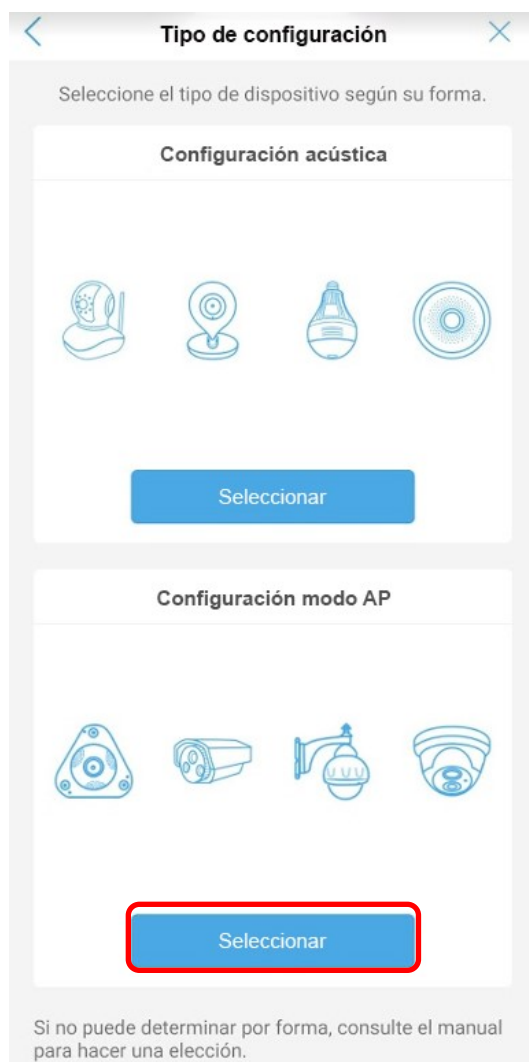 Tipo de configuración
Seleccione el tipo de dispositivo según su forma.
Configuración acústica
Seleccionar
Configuración modo AP
Seleccionar
Si no puede determinar por forma, consulte el manual
para hacer una elección.